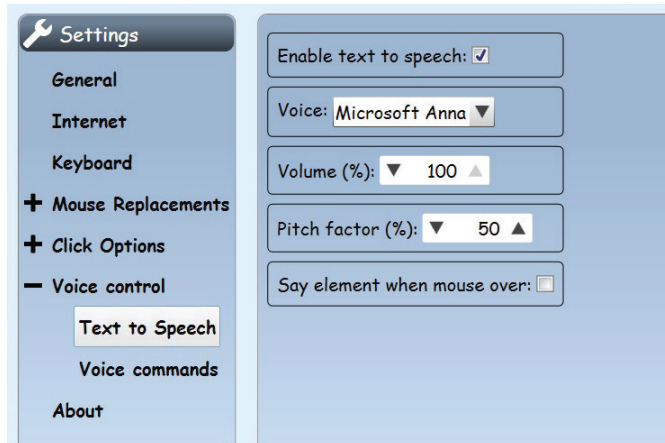 Settings
General
Internet
Keyboard
Mouse Replacements
Click Options
Voice control
Text to Speech
Voice commands
About
Enable text to speech:
Voice: Microsoft Anna
Volume (%): 100
Pitch factor (%): 50
Say element when mouse over: